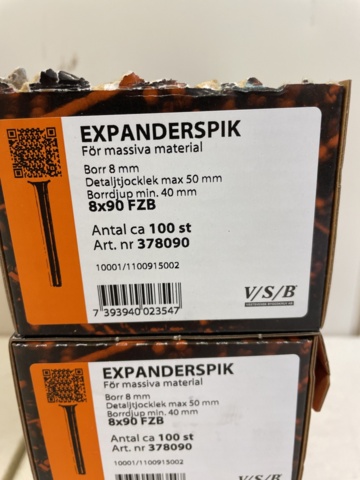 EXPANDERSPIK
För massiva material
Borr 8 mm
Detaljtjocklek max 50 mm
Borrdjup min. 40 mm
8x90 FZB
Antal ca 100 st
Art. nr 378090
10001/1100915002
7 393940 023547
V/S/B
EXPANDERSPIK
För massiva material
Borr 8 mm
Detaljtjocklek max 50 mm
Borrdjup min. 40 mm
8x90 FZB
Antal ca 100 st
Art. nr 378090
10001/1100915002
V/S/B